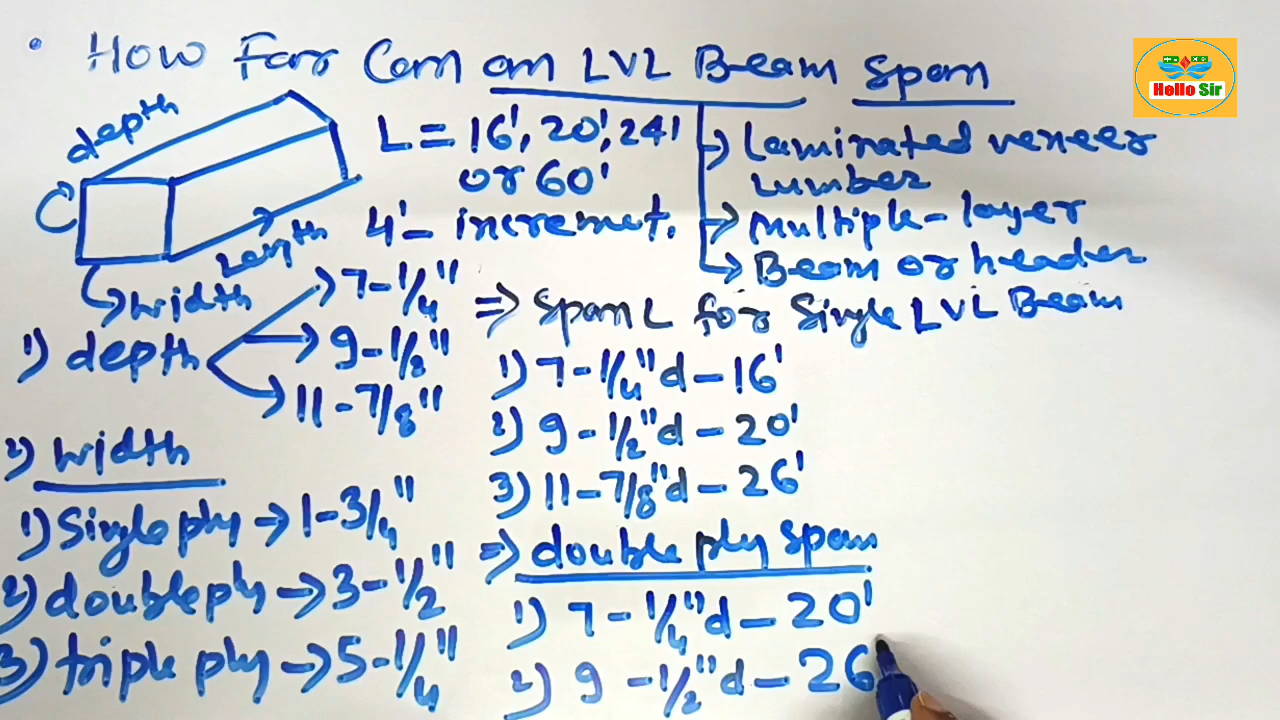 • How Far Can an LVL Beam Span
Hello Sir
depth
Length
width
L = 16', 20', 24'
or 60'
4' - incremet.
→ Laminated veneer
lumber
→ Multiple - layer
→ Beam or header
1) depth → 7-1/4"
→ 9-1/2"
→ 11-7/8"
2) width
1) Single ply → 1-3/4"
2) double ply → 3-1/2"
3) triple ply → 5-1/4"
⇒ Span L for Single LVL Beam
1) 7-1/4"d - 16'
2) 9-1/2"d - 20'
3) 11-7/8"d - 26'
⇒ double ply span
1) 7-1/4"d - 20'
2) 9-1/2"d - 26